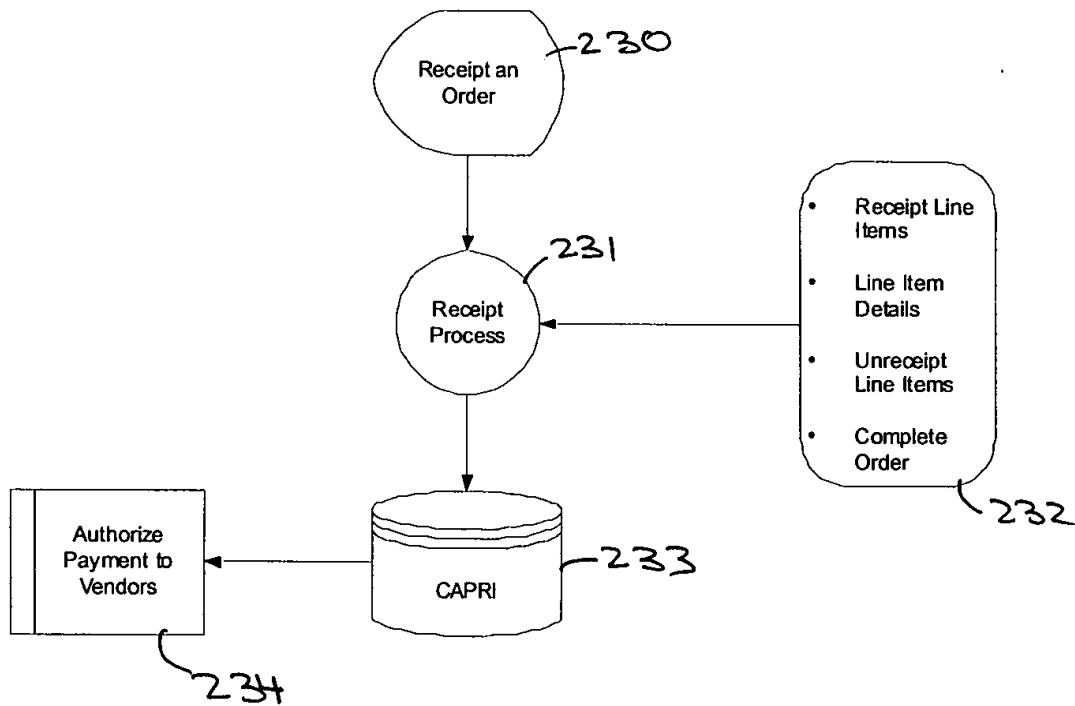 Receipt an
Order
230
Receipt
Process
231
• Receipt Line
Items
• Line Item
Details
• Unreceipt
Line Items
• Complete
Order
232
CAPRI
233
Authorize
Payment to
Vendors
234